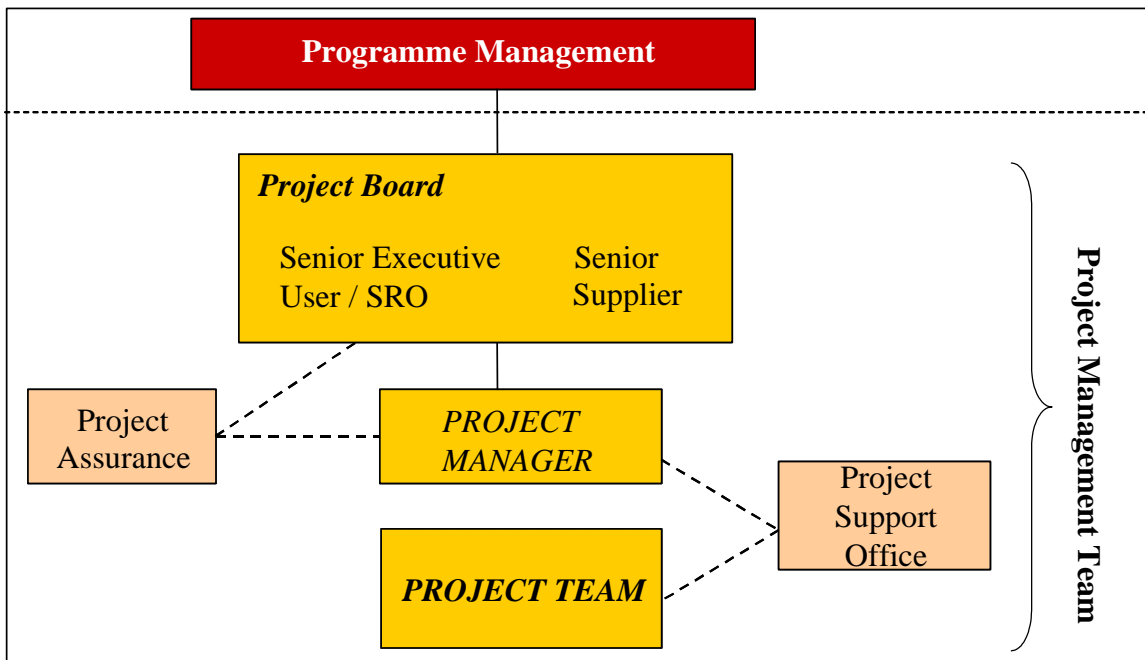 Programme Management
Project Board
Senior Executive
User / SRO
Senior
Supplier
Project
Assurance
PROJECT
MANAGER
Project
Support
Office
PROJECT TEAM
Project Management Team